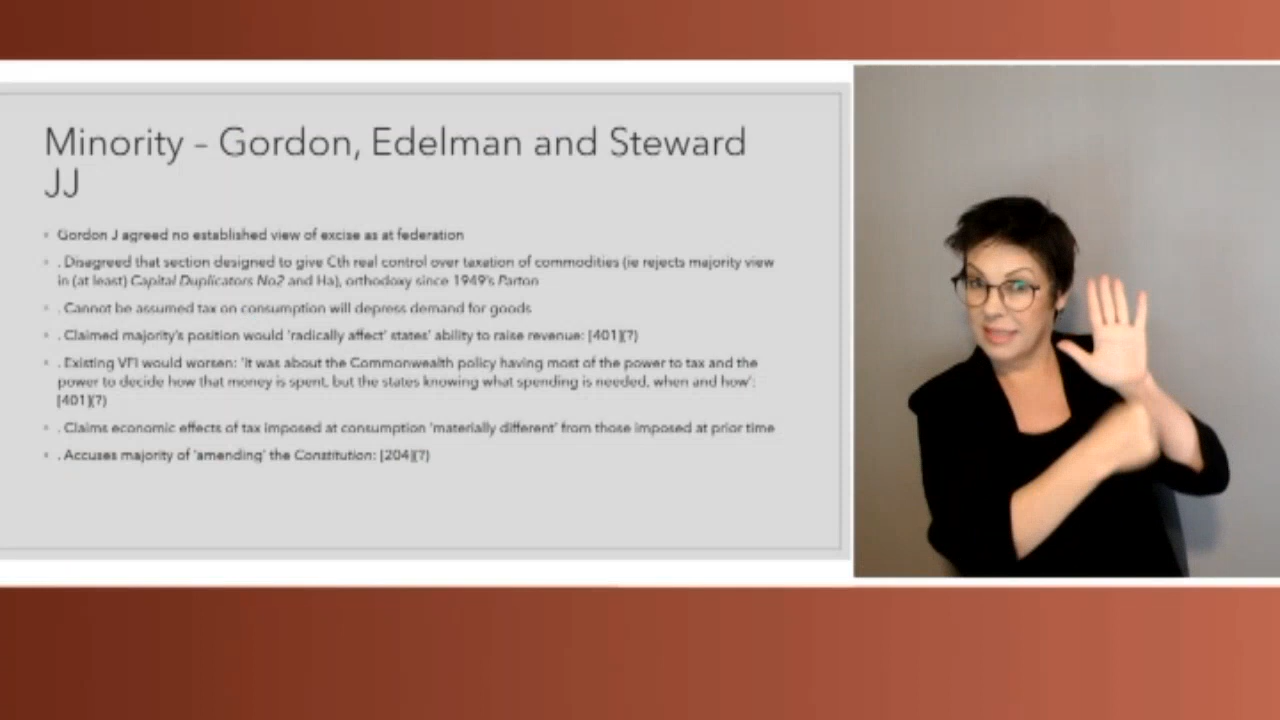 Minority – Gordon, Edelman and Steward
JJ
Gordon J agreed no established view of excise as at federation
. Disagreed that section designed to give Cth real control over taxation of commodities (ie rejects majority view
in (at least) Capital Duplicators No2 and Ha), orthodoxy since 1949's Parton
. Cannot be assumed tax on consumption will depress demand for goods
. Claimed majority's position would 'radically affect' states' ability to raise revenue: [401](?)
. Existing VFI would worsen: 'it was about the Commonwealth policy having most of the power to tax and the
power to decide how that money is spent, but the states knowing what spending is needed, when and how':
[401](?)
. Claims economic effects of tax imposed at consumption 'materially different' from those imposed at prior time
. Accuses majority of 'amending' the Constitution: [204](?)